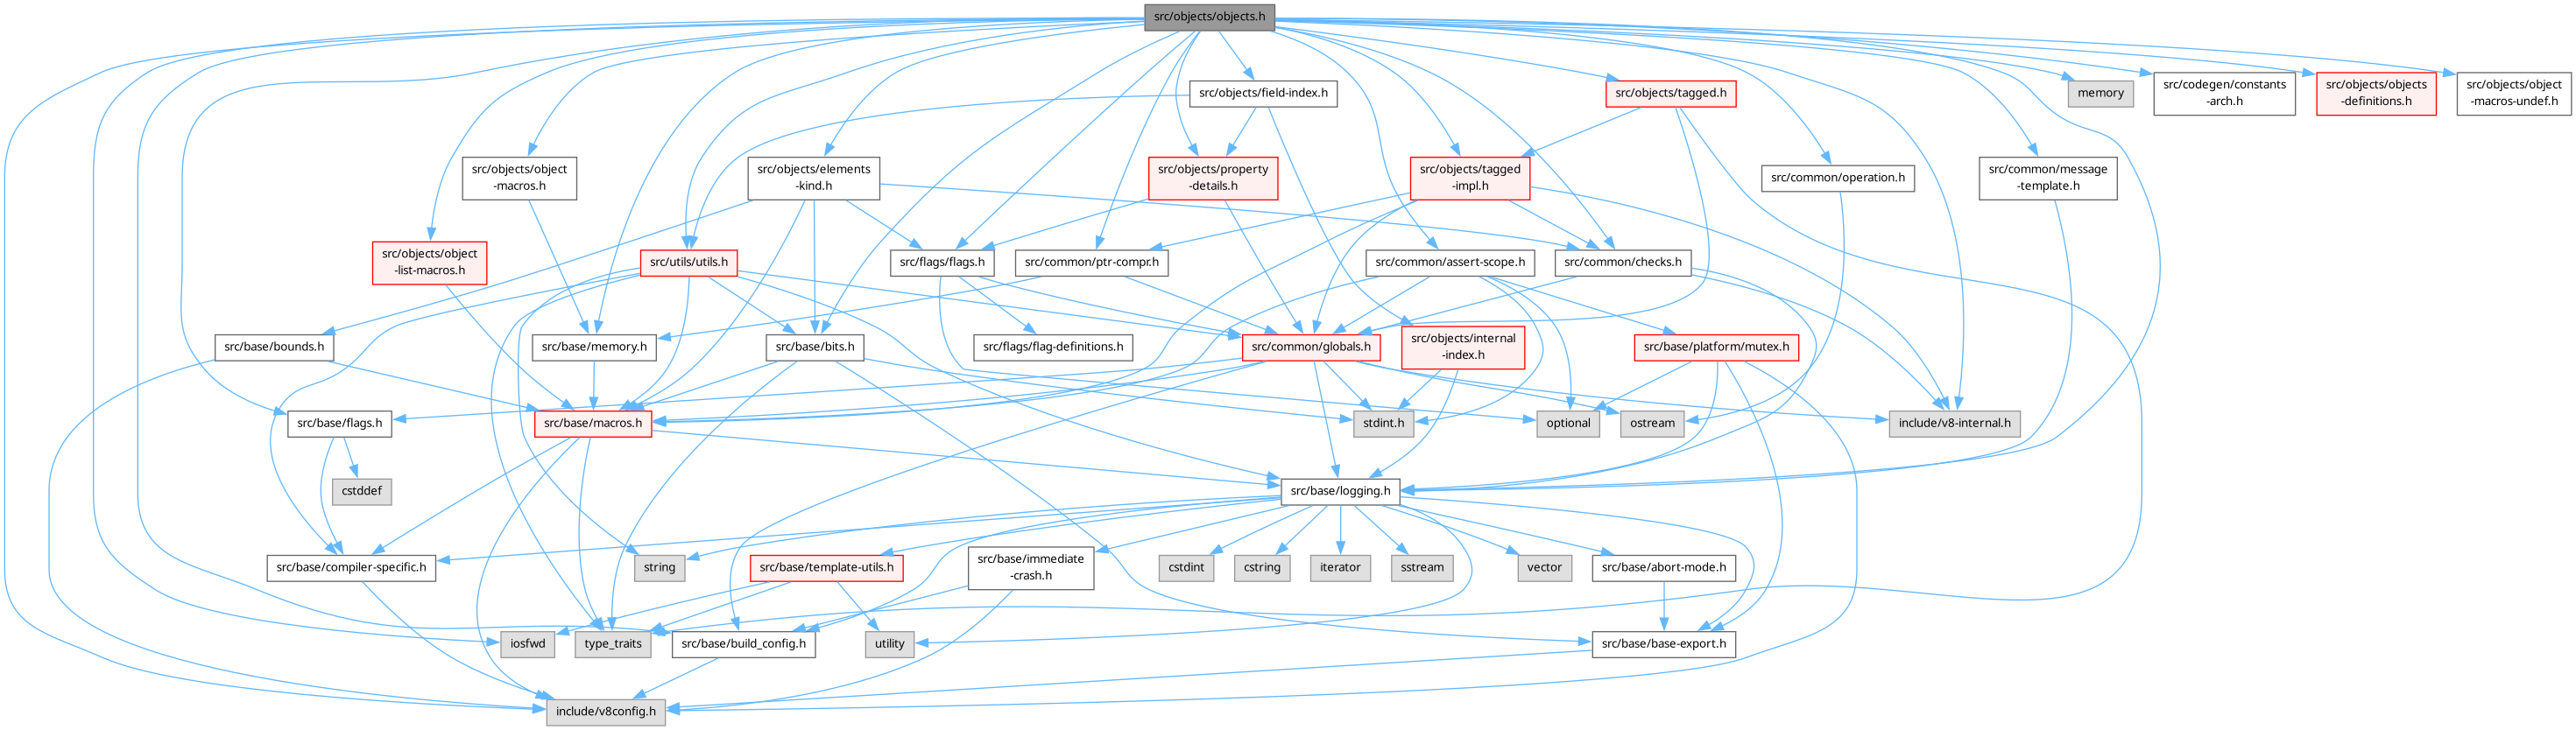 src/objects/objects.h
src/objects/field-index.h
src/objects/tagged.h
memory
src/codegen/constants
-arch.h
src/objects/objects
-definitions.h
src/objects/object
-macros-undef.h
src/objects/object
-macros.h
src/objects/elements
-kind.h
src/objects/property
-details.h
src/objects/tagged
-impl.h
src/common/operation.h
src/common/message
-template.h
src/objects/object
-list-macros.h
src/utils/utils.h
src/flags/flags.h
src/common/ptr-compr.h
src/common/assert-scope.h
src/common/checks.h
src/base/bounds.h
src/base/memory.h
src/base/bits.h
src/flags/flag-definitions.h
src/common/globals.h
src/objects/internal
-index.h
src/base/platform/mutex.h
src/base/flags.h
src/base/macros.h
stdint.h
optional
ostream
include/v8-internal.h
cstddef
src/base/logging.h
src/base/compiler-specific.h
string
src/base/template-utils.h
src/base/immediate
-crash.h
cstdint
cstring
iterator
sstream
vector
src/base/abort-mode.h
iosfwd
type_traits
src/base/build_config.h
utility
src/base/base-export.h
include/v8config.h